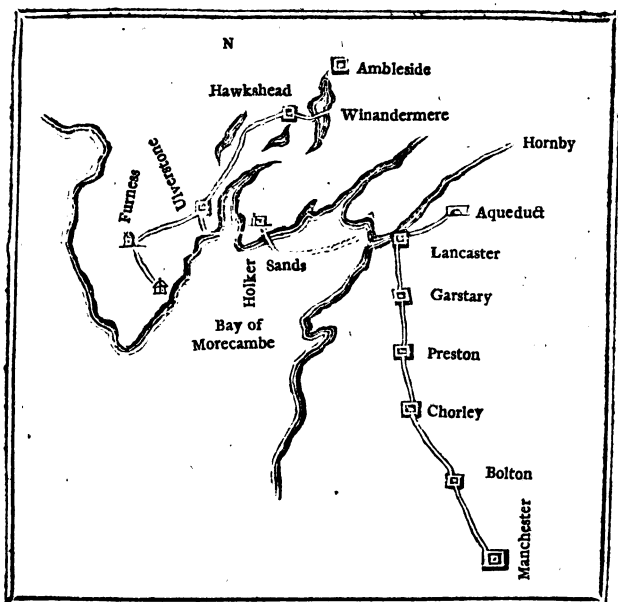 N
Ambleside
Hawkshead
Winandermere
Hornby
Ulverstone
Furness
Aqueduct
Lancaster
Sands
Holker
Garstary
Bay of
Morecambe
Preston
Chorley
Bolton
Manchester